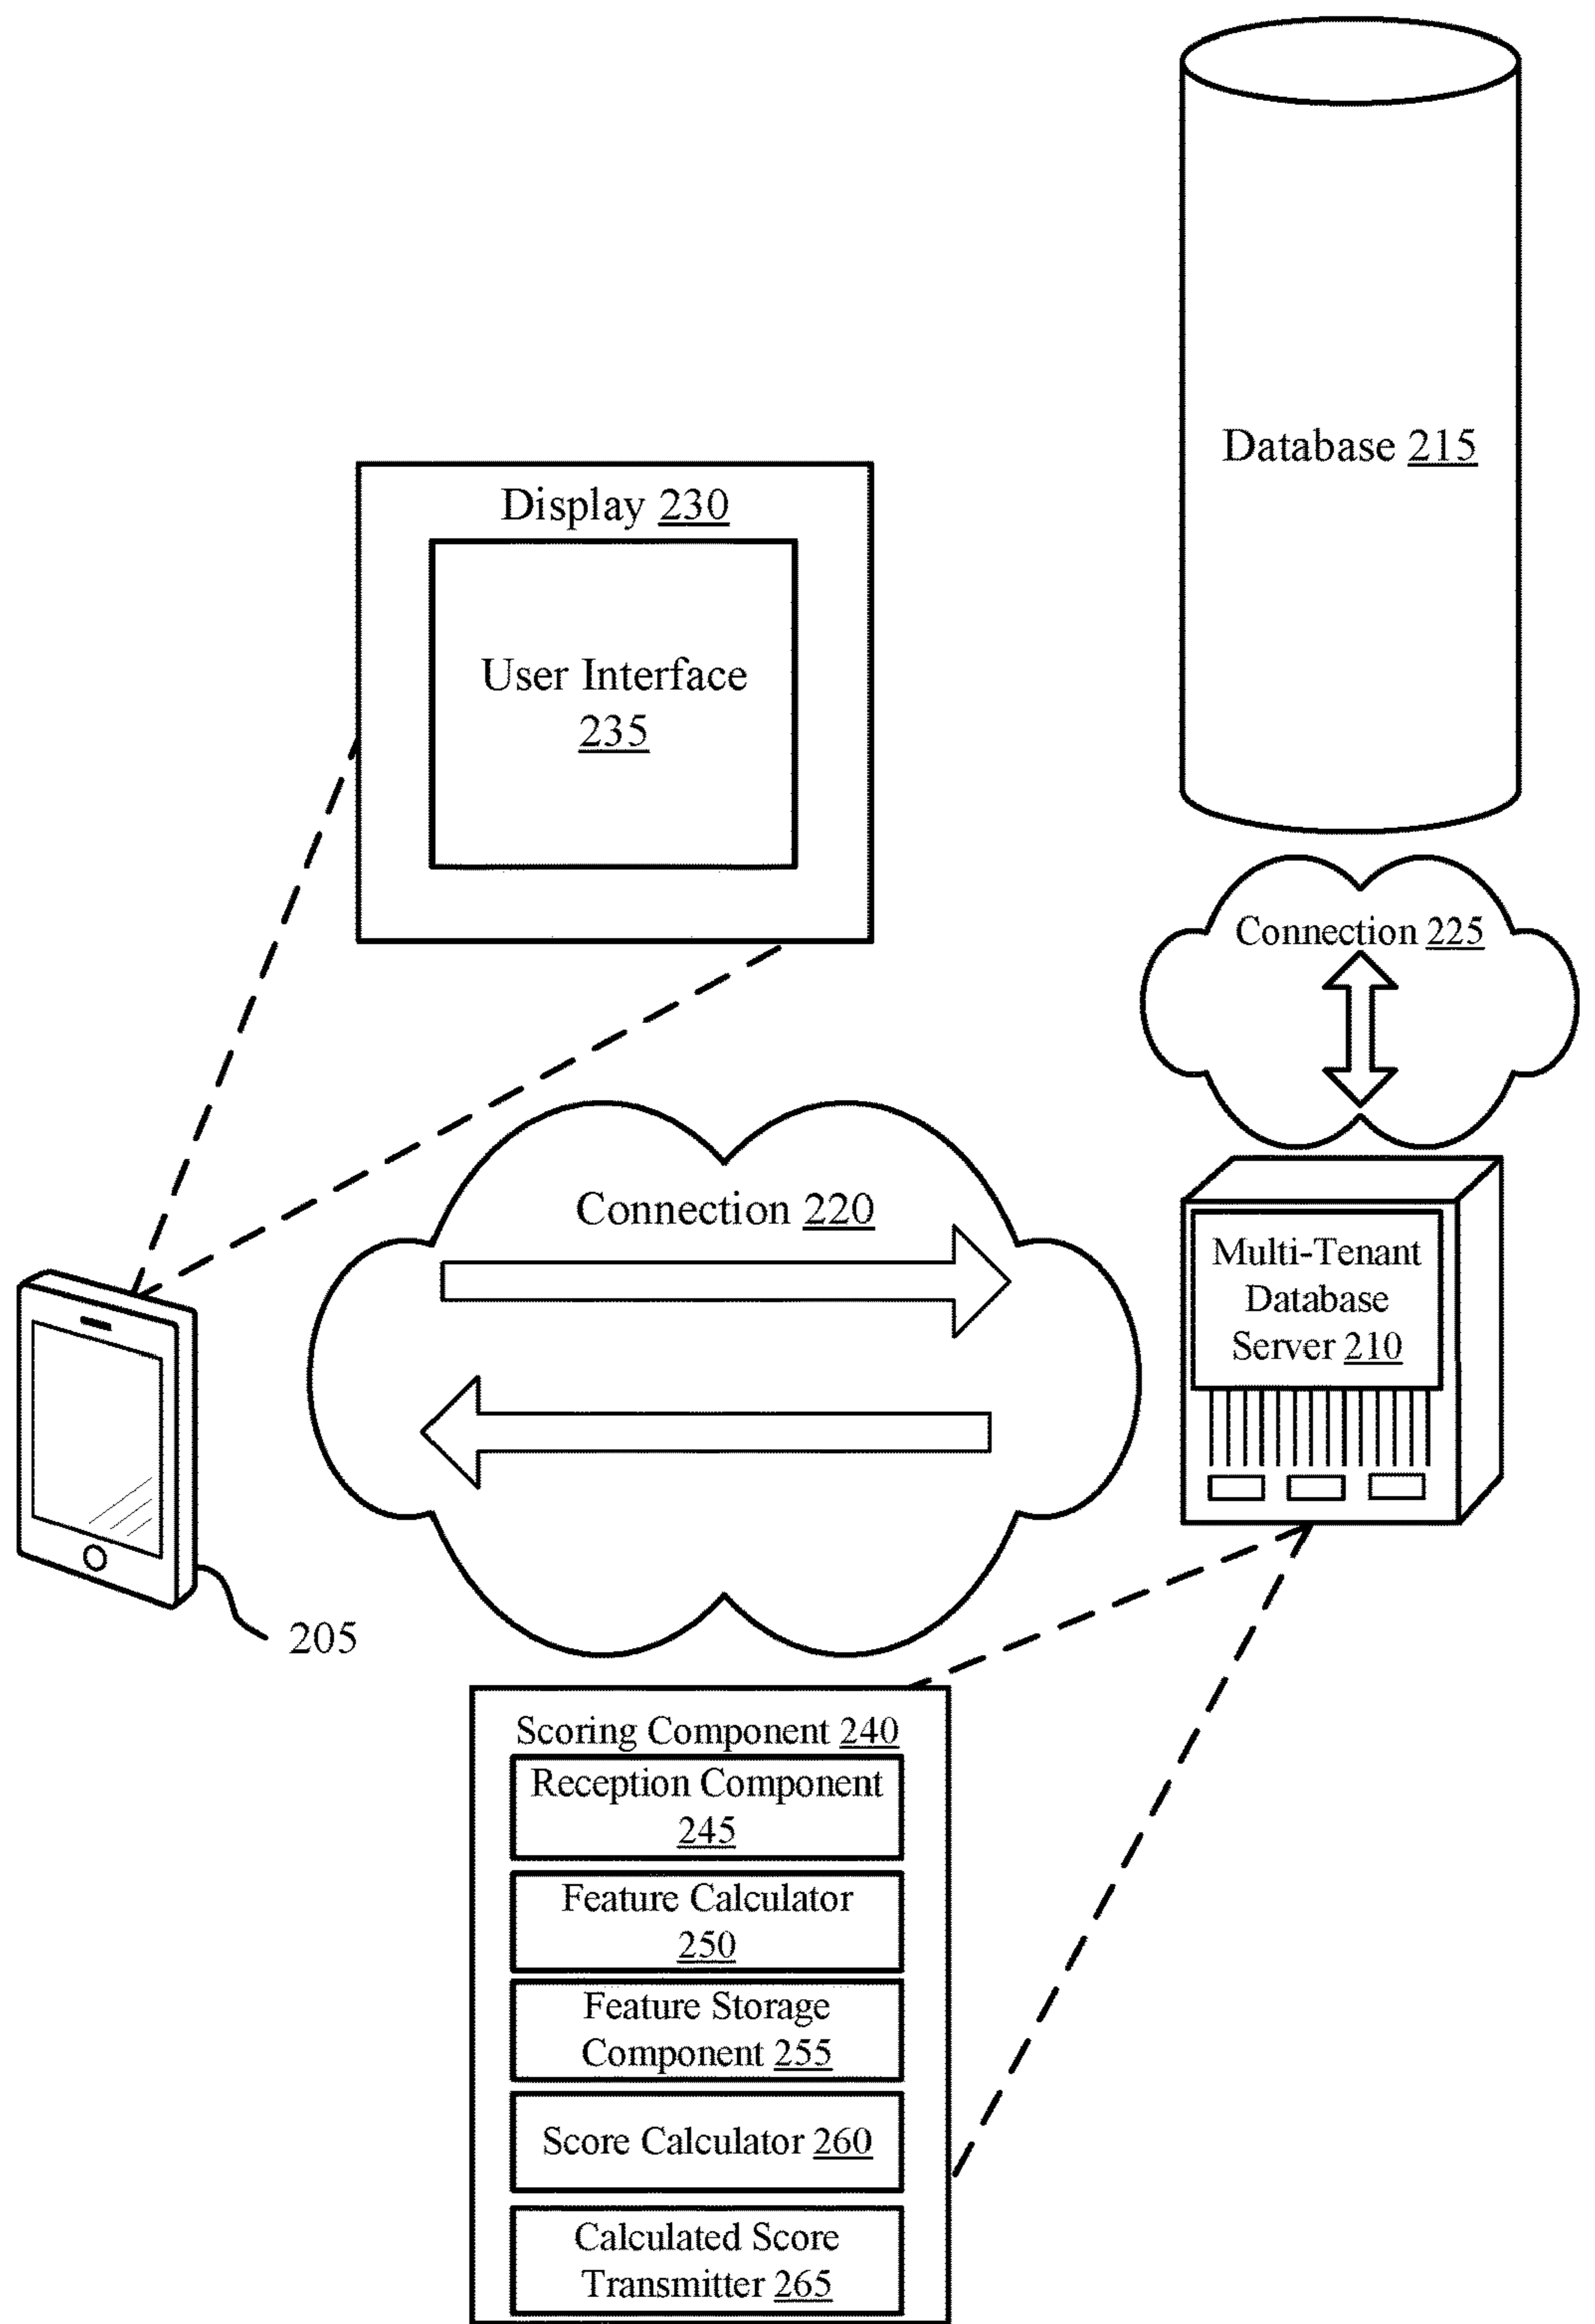 Database 215
Display 230
User Interface
235
Connection 225
Connection 220
Multi-Tenant
Database
Server 210
205
Scoring Component 240
Reception Component
245
Feature Calculator
250
Feature Storage
Component 255
Score Calculator 260
Calculated Score
Transmitter 265